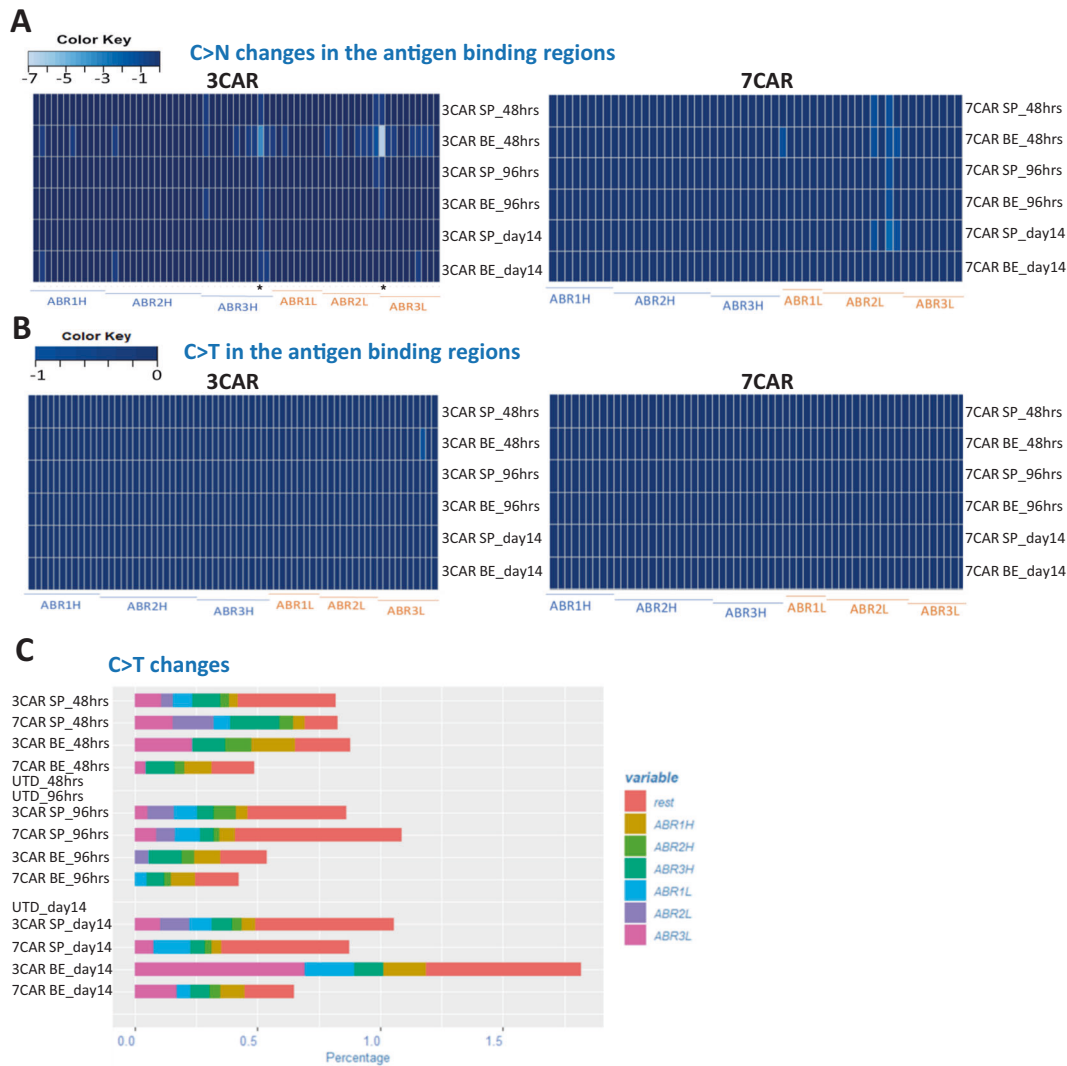 A
Color Key
-7 -5 -3 -1
C>N changes in the antigen binding regions
3CAR
7CAR
3CAR SP_48hrs
3CAR BE_48hrs
3CAR SP_96hrs
3CAR BE_96hrs
3CAR SP_day14
3CAR BE_day14
7CAR SP_48hrs
7CAR BE_48hrs
7CAR SP_96hrs
7CAR BE_96hrs
7CAR SP_day14
7CAR BE_day14
* *
ABR1H ABR2H ABR3H ABR1L ABR2L ABR3L
ABR1H ABR2H ABR3H ABR1L ABR2L ABR3L
B
Color Key
-1 0
C>T in the antigen binding regions
3CAR
7CAR
3CAR SP_48hrs
3CAR BE_48hrs
3CAR SP_96hrs
3CAR BE_96hrs
3CAR SP_day14
3CAR BE_day14
7CAR SP_48hrs
7CAR BE_48hrs
7CAR SP_96hrs
7CAR BE_96hrs
7CAR SP_day14
7CAR BE_day14
ABR1H ABR2H ABR3H ABR1L ABR2L ABR3L
ABR1H ABR2H ABR3H ABR1L ABR2L ABR3L
C
C>T changes
3CAR SP_48hrs
7CAR SP_48hrs
3CAR BE_48hrs
7CAR BE_48hrs
UTD_48hrs
UTD_96hrs
3CAR SP_96hrs
7CAR SP_96hrs
3CAR BE_96hrs
7CAR BE_96hrs
UTD_day14
3CAR SP_day14
7CAR SP_day14
3CAR BE_day14
7CAR BE_day14
0.0 0.5 1.0 1.5
Percentage
variable
rest
ABR1H
ABR2H
ABR3H
ABR1L
ABR2L
ABR3L